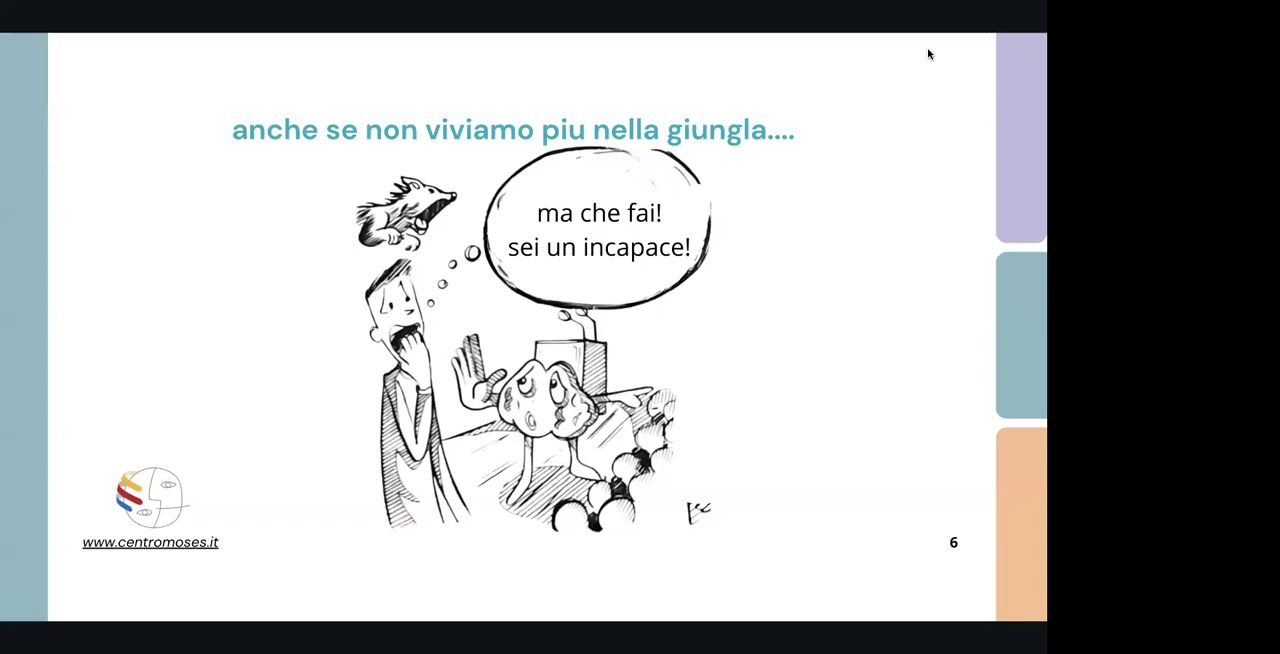 anche se non viviamo piu nella giungla....
ma che fai!
sei un incapace!
www.centromoses.it
6